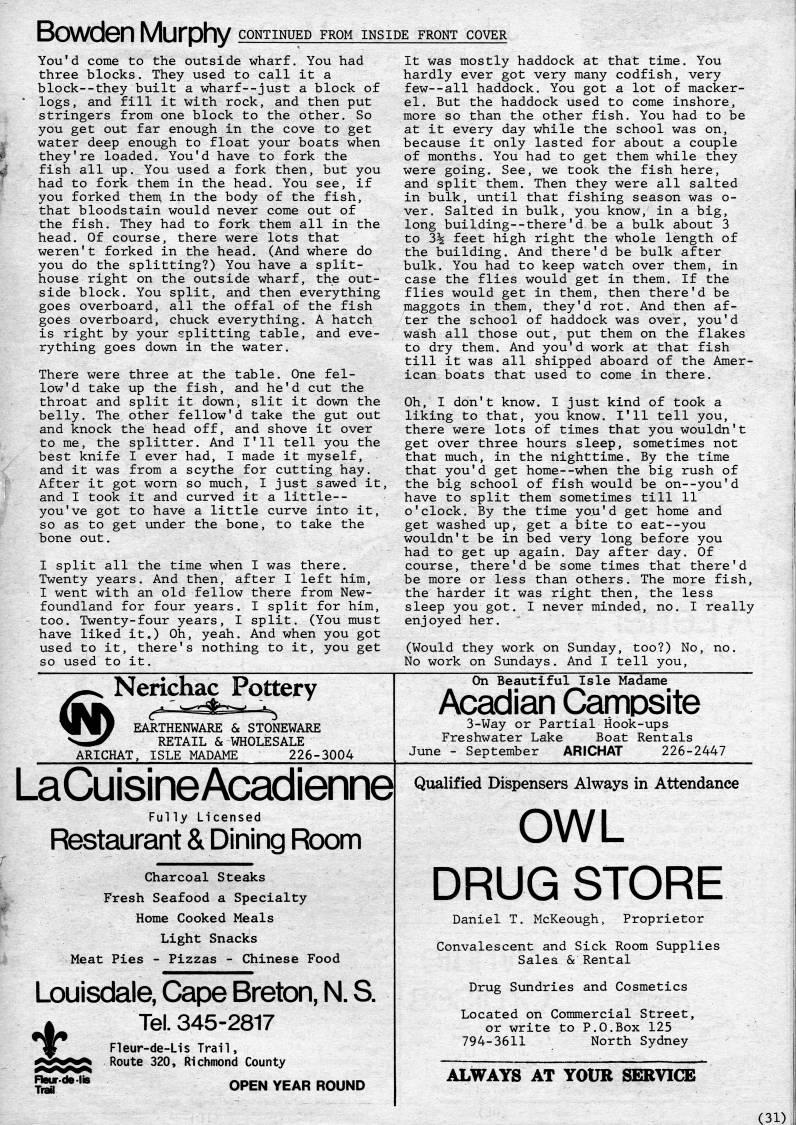 Bowden Murphy CONTINUED FROM INSIDE FRONT COVER
You'd come to the outside wharf. You had
three blocks. They used to call it a
block--they built a wharf--just a block of
logs, and fill it with rock, and then put
stringers from one block to the other. So
you get out far enough in the cove to get
water deep enough to float your boats when
they're loaded. You'd have to fork the
fish all up. You used a fork then, but you
had to fork them in the head. You see, if
you forked them in the body of the fish,
that bloodstain would never come out of
the fish. They had to fork them all in the
head. Of course, there were lots that
weren't forked in the head. (And where do
you do the splitting?) You have a split-
house right on the outside wharf, the out-
side block. You split, and then everything
goes overboard, all the offal of the fish
goes overboard, chuck everything. A hatch
is right by your splitting table, and eve-
rything goes down in the water.

There were three at the table. One fel-
low'd take up the fish, and he'd cut the
throat and split it down, slit it down the
belly. The other fellow'd take the gut out
and knock the head off, and shove it over
to me, the splitter. And I'll tell you the
best knife I ever had, I made it myself,
and it was from a scythe for cutting hay.
After it got worn so much, I just sawed it,
and I took it and curved it a little--
you've got to have a little curve into it,
so as to get under the bone, to take the
bone out.

I split all the time when I was there.
Twenty years. And then, after I left him,
I went with an old fellow there from New-
foundland for four years. I split for him,
too. Twenty-four years, I split. (You must
have liked it.) Oh, yeah. And when you got
used to it, there's nothing to it, you get
so used to it.

It was mostly haddock at that time. You
hardly ever got very many codfish, very
few--all haddock. You got a lot of macker-
el. But the haddock used to come inshore,
more so than the other fish. You had to be
at it every day while the school was on,
because it only lasted for about a couple
of months. You had to get them while they
were going. See, we took the fish here,
and split them. Then they were all salted
in bulk, until that fishing season was o-
ver. Salted in bulk, you know, in a big,
long building--there'd be a bulk about 3
to 3½ feet high right the whole length of
the building. And there'd be bulk after
bulk. You had to keep watch over them, in
case the flies would get in them. If the
flies would get in them, then there'd be
maggots in them, they'd rot. And then af-
ter the school of haddock was over, you'd
wash all those out, put them on the flakes
to dry them. And you'd work at that fish
till it was all shipped aboard of the Amer-
ican boats that used to come in there.

Oh, I don't know. I just kind of took a
liking to that, you know. I'll tell you,
there were lots of times that you wouldn't
get over three hours sleep, sometimes not
that much, in the nighttime. By the time
that you'd get home--when the big rush of
the big school of fish would be on--you'd
have to split them sometimes till 11
o'clock. By the time you'd get home and
get washed up, get a bite to eat--you
wouldn't be in bed very long before you
had to get up again. Day after day. Of
course, there'd be some times that there'd
be more or less than others. The more fish,
the harder it was right then, the less
sleep you got. I never minded, no. I really
enjoyed her.

(Would they work on Sunday, too?) No, no.
No work on Sundays. And I tell you,

Nerichac Pottery
N
EARTHENWARE & STONEWARE
RETAIL & WHOLESALE
ARICHAT, ISLE MADAME 226-3004

On Beautiful Isle Madame
Acadian Campsite
3-Way or Partial Hook-ups
Freshwater Lake Boat Rentals
June - September ARICHAT 226-2447

La Cuisine Acadienne
Fully Licensed
Restaurant & Dining Room
Charcoal Steaks
Fresh Seafood a Specialty
Home Cooked Meals
Light Snacks
Meat Pies - Pizzas - Chinese Food
Louisdale, Cape Breton, N. S.
Tel. 345-2817
Fleur-de-Lis Trail,
Route 320, Richmond County
Fleur-de-lis
Trail
OPEN YEAR ROUND

Qualified Dispensers Always in Attendance
OWL
DRUG STORE
Daniel T. McKeough, Proprietor
Convalescent and Sick Room Supplies
Sales & Rental
Drug Sundries and Cosmetics
Located on Commercial Street,
or write to P.O.Box 125
794-3611 North Sydney
ALWAYS AT YOUR SERVICE

(31)